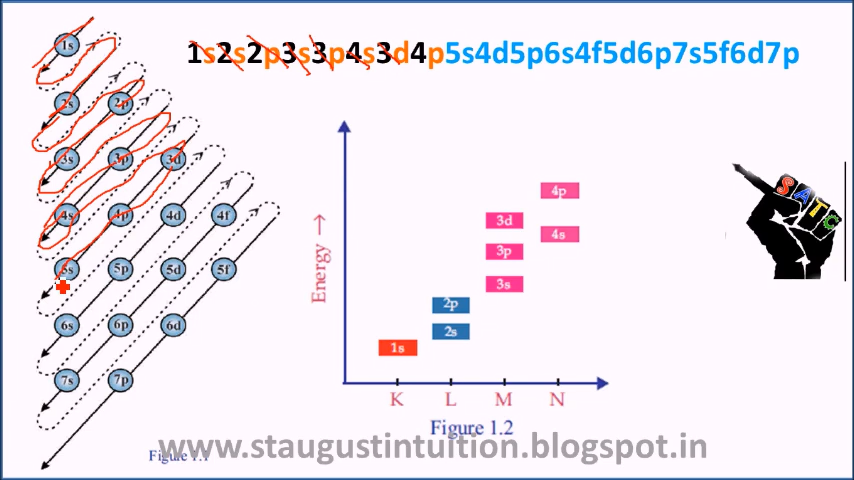 1s2s2p3s3p4s3d4p5s4d5p6s4f5d6p7s5f6d7p
1s
2s 2p
3s 3p 3d
4s 4p 4d 4f
5s 5p 5d 5f
6s 6p 6d
7s 7p
Energy →
4p
3d
4s
3p
3s
2p
2s
1s
K L M N
Figure 1.2
Figure 1.1
www.staugustintuition.blogspot.in
SATC